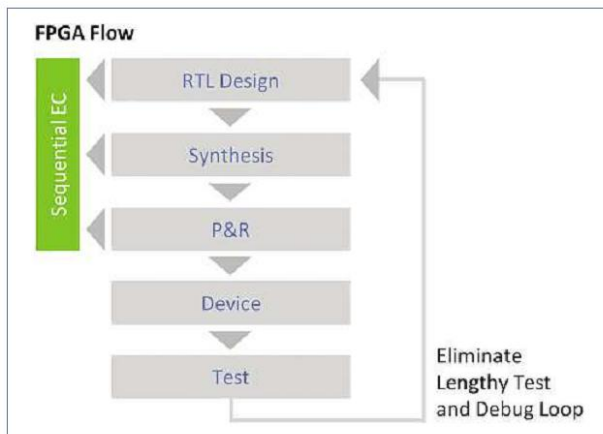 FPGA Flow
Sequential EC
RTL Design
Synthesis
P&R
Device
Test
Eliminate
Lengthy Test
and Debug Loop